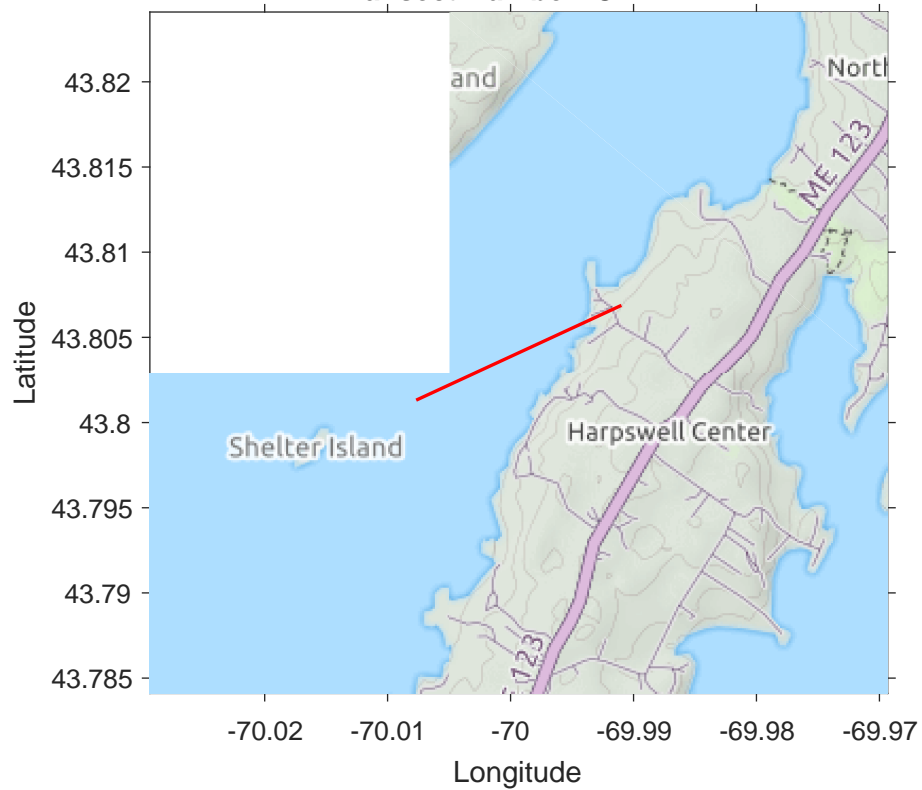 43.82
43.815
43.81
43.805
43.8
43.795
43.79
43.785
Latitude
and
North
ME 123
Shelter Island
Harpswell Center
123
-70.02
-70.01
-70
-69.99
-69.98
-69.97
Longitude